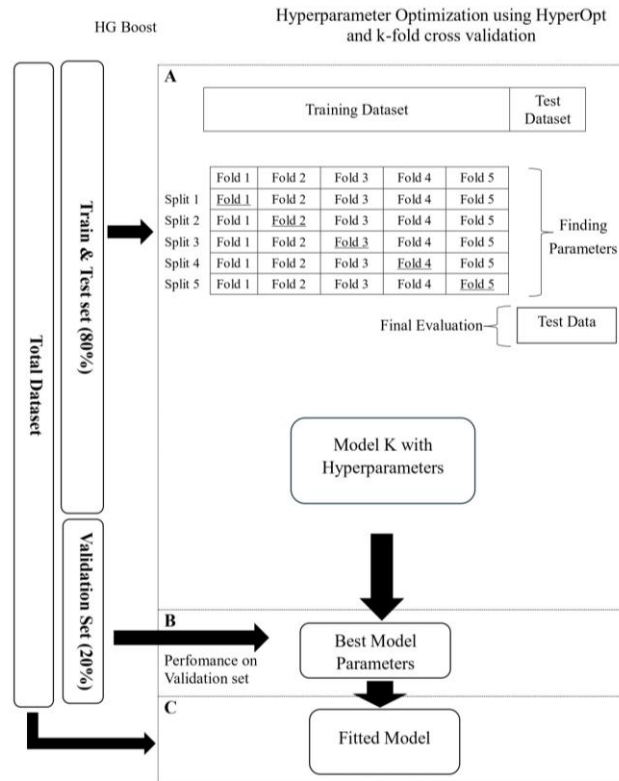 HG Boost
Hyperparameter Optimization using HyperOpt
and k-fold cross validation
Total Dataset
Train & Test set (80%)
Validation Set (20%)
A
Training Dataset
Test
Dataset
Fold 1 Fold 2 Fold 3 Fold 4 Fold 5
Split 1 Fold 1 Fold 2 Fold 3 Fold 4 Fold 5
Split 2 Fold 1 Fold 2 Fold 3 Fold 4 Fold 5
Split 3 Fold 1 Fold 2 Fold 3 Fold 4 Fold 5
Split 4 Fold 1 Fold 2 Fold 3 Fold 4 Fold 5
Split 5 Fold 1 Fold 2 Fold 3 Fold 4 Fold 5
Finding
Parameters
Final Evaluation
Test Data
Model K with
Hyperparameters
B
Perfomance on
Validation set
Best Model
Parameters
C
Fitted Model